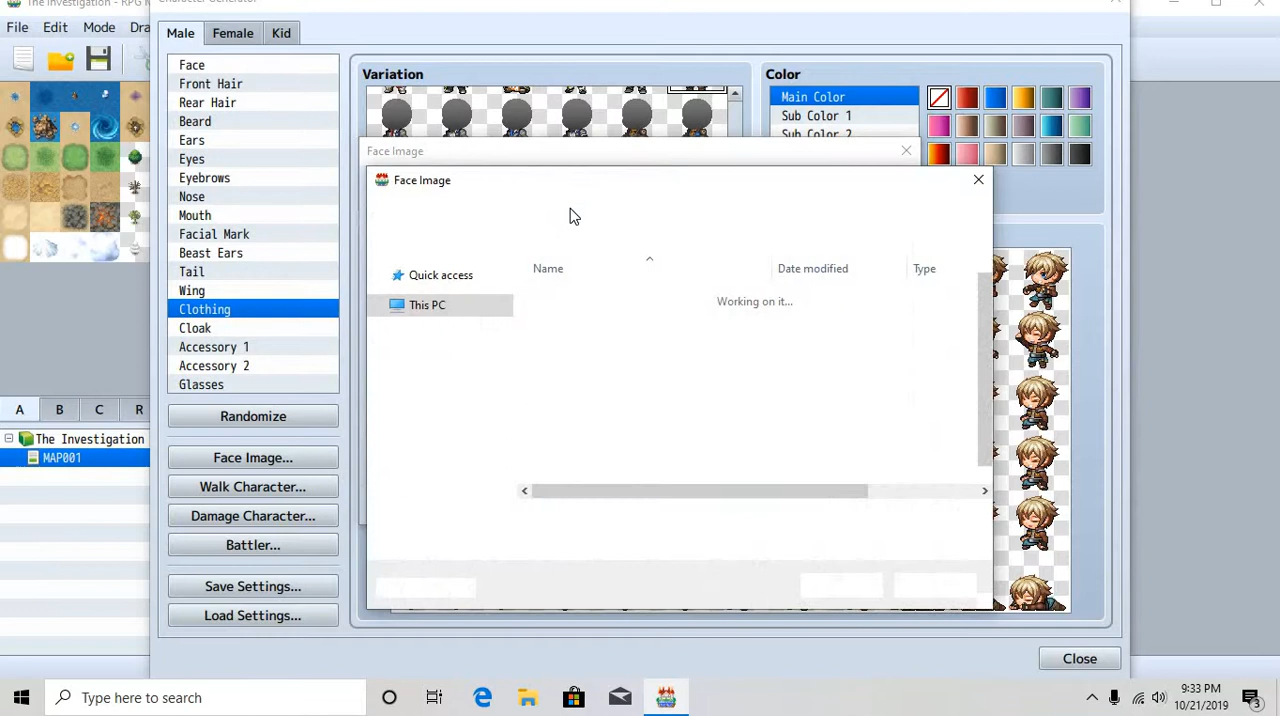 The Investigation - RPG M
File Edit Mode Dra
Male Female Kid
Face
Front Hair
Rear Hair
Beard
Ears
Eyes
Eyebrows
Nose
Mouth
Facial Mark
Beast Ears
Tail
Wing
Clothing
Cloak
Accessory 1
Accessory 2
Glasses
Randomize
Face Image...
Walk Character...
Damage Character...
Battler...
Save Settings...
Load Settings...
Variation
Color
Main Color
Sub Color 1
Sub Color 2
Face Image
Face Image
Quick access
This PC
Name Date modified Type
Working on it...
A B C R
The Investigation
MAP001
Close
Type here to search
9:33 PM
10/21/2019
3